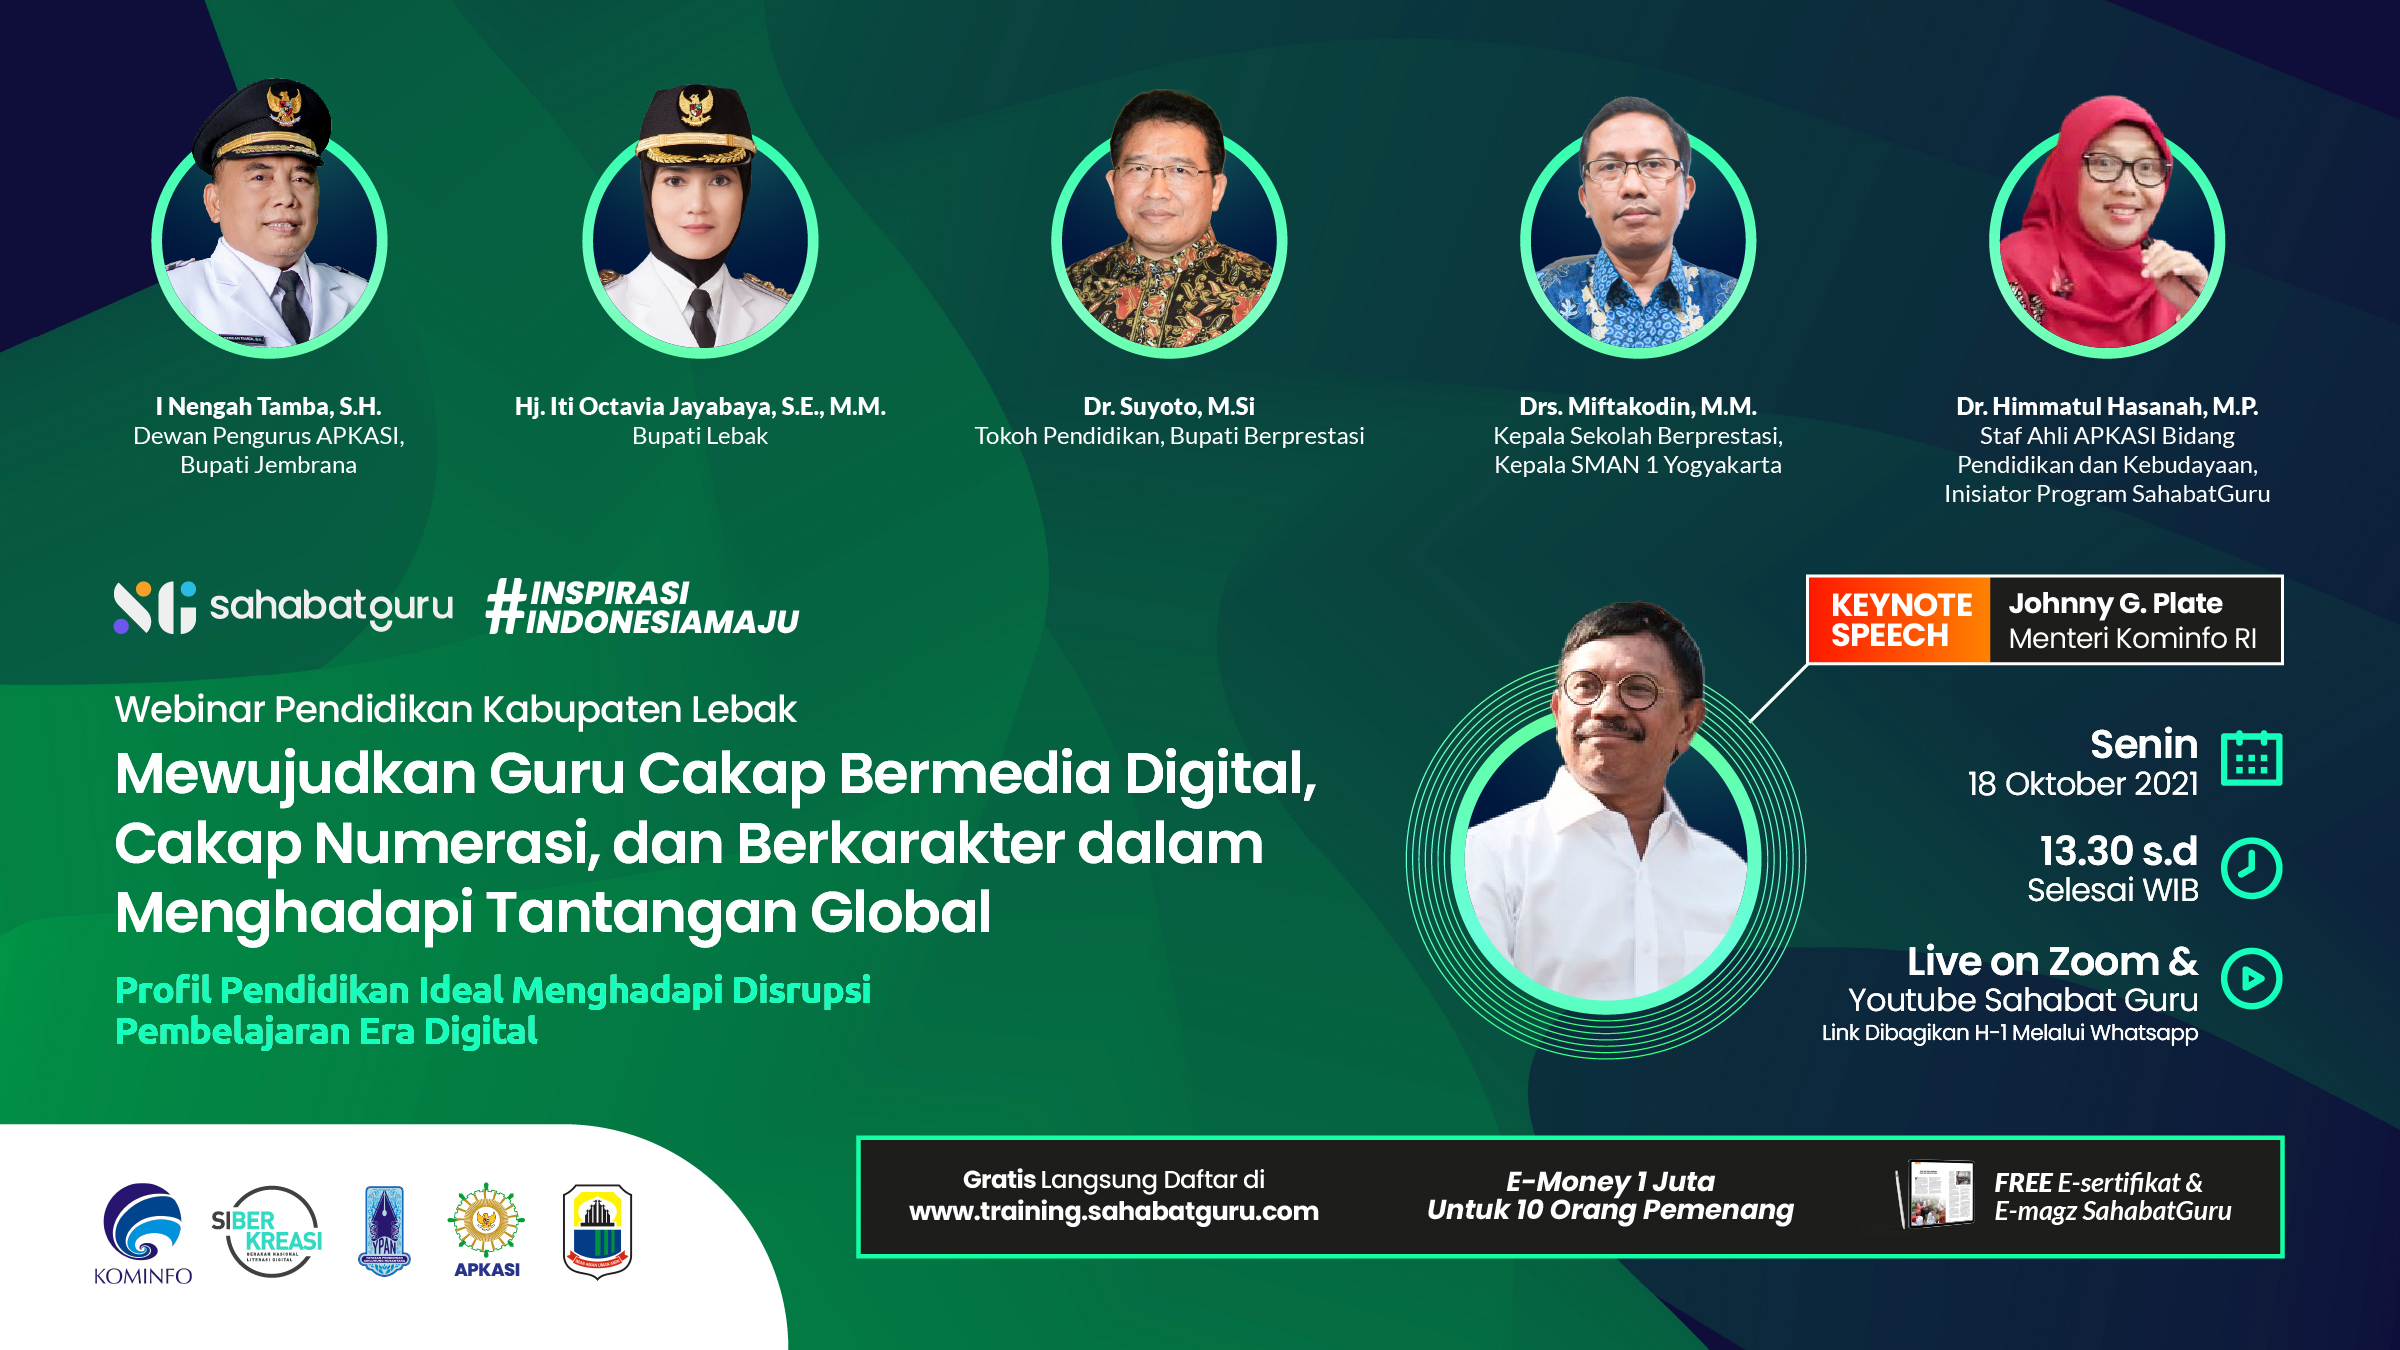 I Nengah Tamba, S.H.
Dewan Pengurus APKASI,
Bupati Jembrana
Hj. Iti Octavia Jayabaya, S.E., M.M.
Bupati Lebak
Dr. Suyoto, M.Si
Tokoh Pendidikan, Bupati Berprestasi
Drs. Miftakodin, M.M.
Kepala Sekolah Berprestasi,
Kepala SMAN 1 Yogyakarta
Dr. Himmatul Hasanah, M.P.
Staf Ahli APKASI Bidang
Pendidikan dan Kebudayaan,
Inisiator Program SahabatGuru
SG sahabatguru
#INSPIRASI
INDONESIAMAJU
Webinar Pendidikan Kabupaten Lebak
Mewujudkan Guru Cakap Bermedia Digital,
Cakap Numerasi, dan Berkarakter dalam
Menghadapi Tantangan Global
Profil Pendidikan Ideal Menghadapi Disrupsi
Pembelajaran Era Digital
KEYNOTE
SPEECH
Johnny G. Plate
Menteri Kominfo RI
Senin
18 Oktober 2021
13.30 s.d
Selesai WIB
Live on Zoom &
Youtube Sahabat Guru
Link Dibagikan H-1 Melalui Whatsapp
KOMINFO
SIBER
KREASI
GERAKAN NASIONAL
LITERASI DIGITAL
YPAN
APKASI
Gratis Langsung Daftar di
www.training.sahabatguru.com
E-Money 1 Juta
Untuk 10 Orang Pemenang
FREE E-sertifikat &
E-magz SahabatGuru